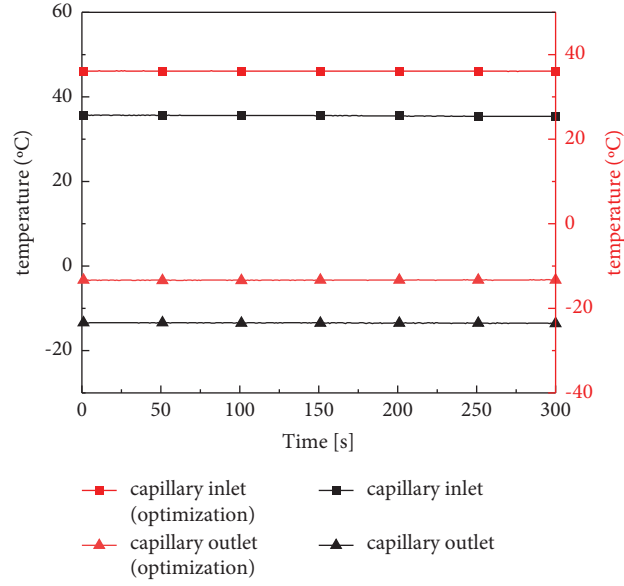 60
40
20
0
-20
temperature (°C)
40
20
0
-20
-40
temperature (°C)
0 50 100 150 200 250 300
Time [s]
capillary inlet
(optimization)
capillary inlet
capillary outlet
(optimization)
capillary outlet